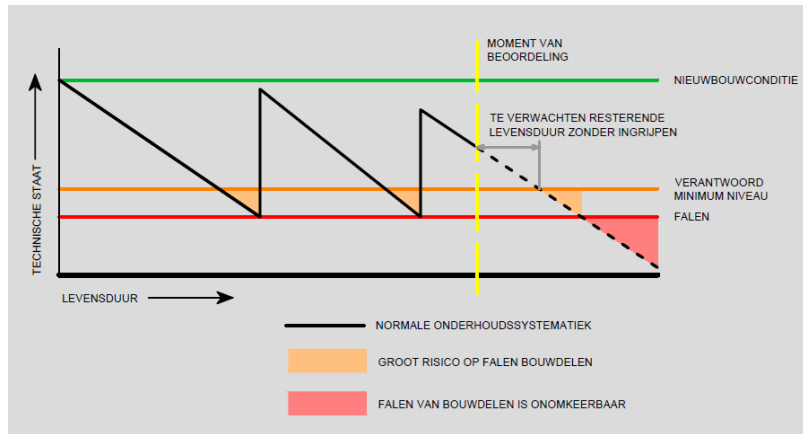 MOMENT VAN
BEOORDELING
NIEUWBOUWCONDITIE
TE VERWACHTEN RESTERENDE
LEVENSDUUR ZONDER INGRIJPEN
TECHNISCHE STAAT
VERANTWOORD
MINIMUM NIVEAU
FALEN
LEVENSDUUR
NORMALE ONDERHOUDSSYSTEMATIEK
GROOT RISICO OP FALEN BOUWDELEN
FALEN VAN BOUWDELEN IS ONOMKEERBAAR